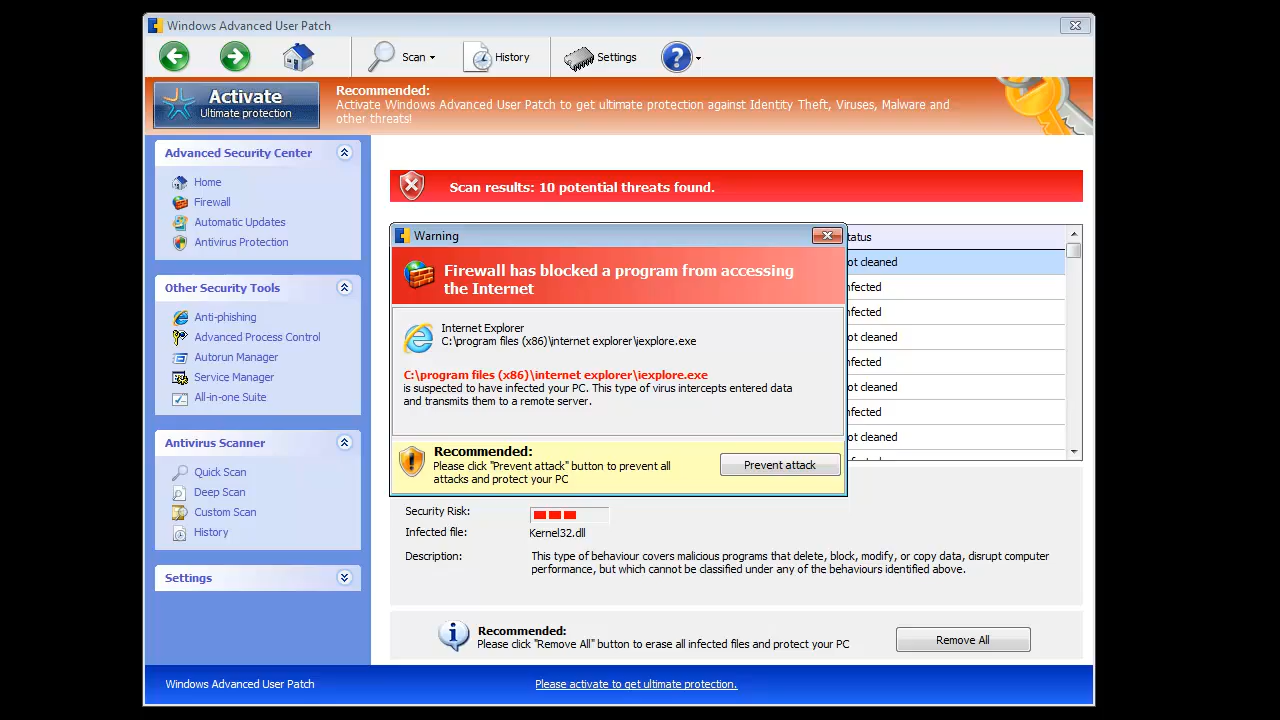 Windows Advanced User Patch
Scan
History
Settings
?
Activate
Ultimate protection
Recommended:
Activate Windows Advanced User Patch to get ultimate protection against Identity Theft, Viruses, Malware and
other threats!
Advanced Security Center
Home
Firewall
Automatic Updates
Antivirus Protection
Other Security Tools
Anti-phishing
Advanced Process Control
Autorun Manager
Service Manager
All-in-one Suite
Antivirus Scanner
Quick Scan
Deep Scan
Custom Scan
History
Settings
Scan results: 10 potential threats found.
tatus
ot cleaned
nfected
nfected
ot cleaned
nfected
ot cleaned
nfected
ot cleaned
Warning
Firewall has blocked a program from accessing
the Internet
Internet Explorer
C:\program files (x86)\internet explorer\iexplore.exe
C:\program files (x86)\internet explorer\iexplore.exe
is suspected to have infected your PC. This type of virus intercepts entered data
and transmits them to a remote server.
Recommended:
Please click "Prevent attack" button to prevent all
attacks and protect your PC
Prevent attack
Security Risk:
Infected file:
Kernel32.dll
Description:
This type of behaviour covers malicious programs that delete, block, modify, or copy data, disrupt computer
performance, but which cannot be classified under any of the behaviours identified above.
Recommended:
Please click "Remove All" button to erase all infected files and protect your PC
Remove All
Windows Advanced User Patch
Please activate to get ultimate protection.